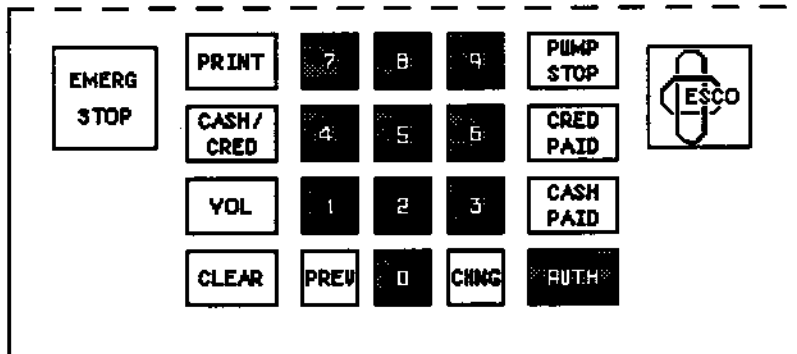 EMERG
STOP
PRINT
7
8
9
PUMP
STOP
ESCO
CASH/
CRED
4
5
6
CRED
PAID
VOL
1
2
3
CASH
PAID
CLEAR
PREV
0
CHNG
AUTH